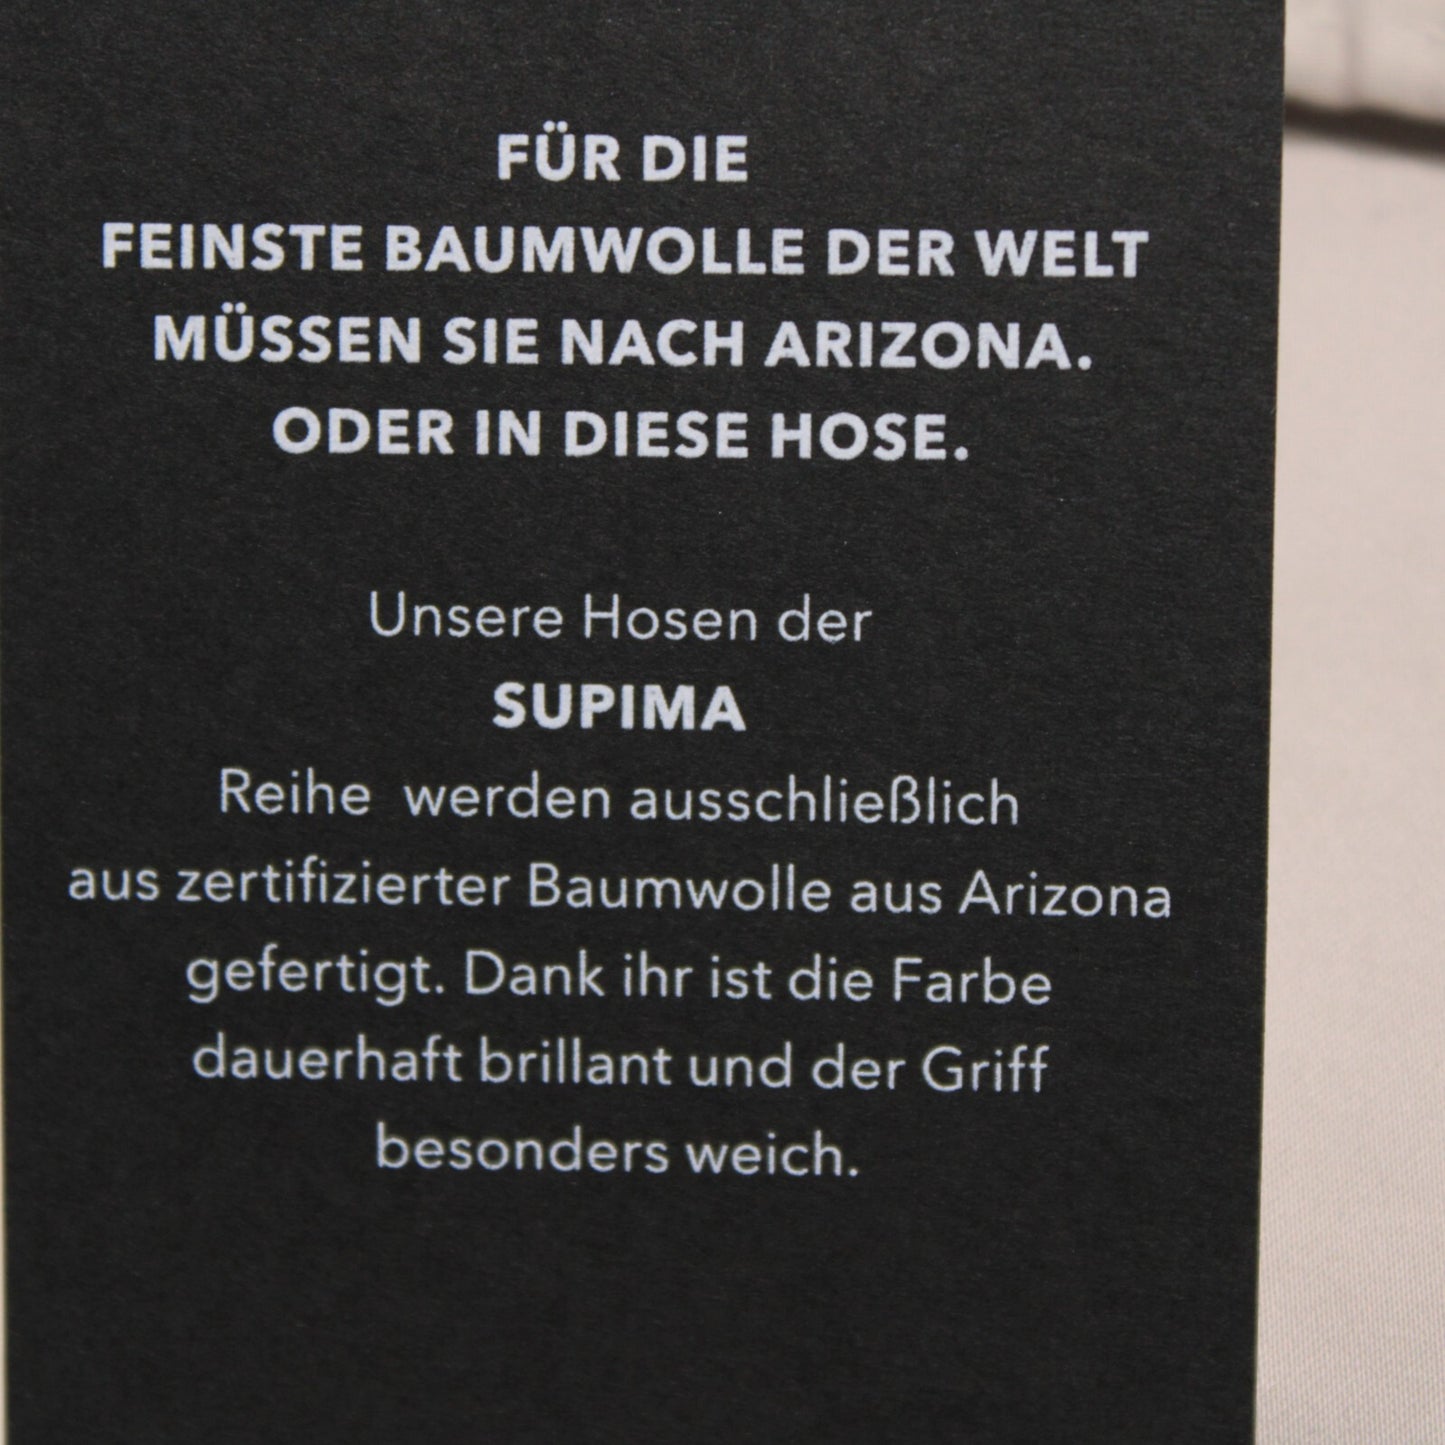 FÜR DIE
FEINSTE BAUMWOLLE DER WELT
MÜSSEN SIE NACH ARIZONA.
ODER IN DIESE HOSE.
Unsere Hosen der
SUPIMA
Reihe  werden ausschließlich
aus zertifizierter Baumwolle aus Arizona
gefertigt. Dank ihr ist die Farbe
dauerhaft brillant und der Griff
besonders weich.